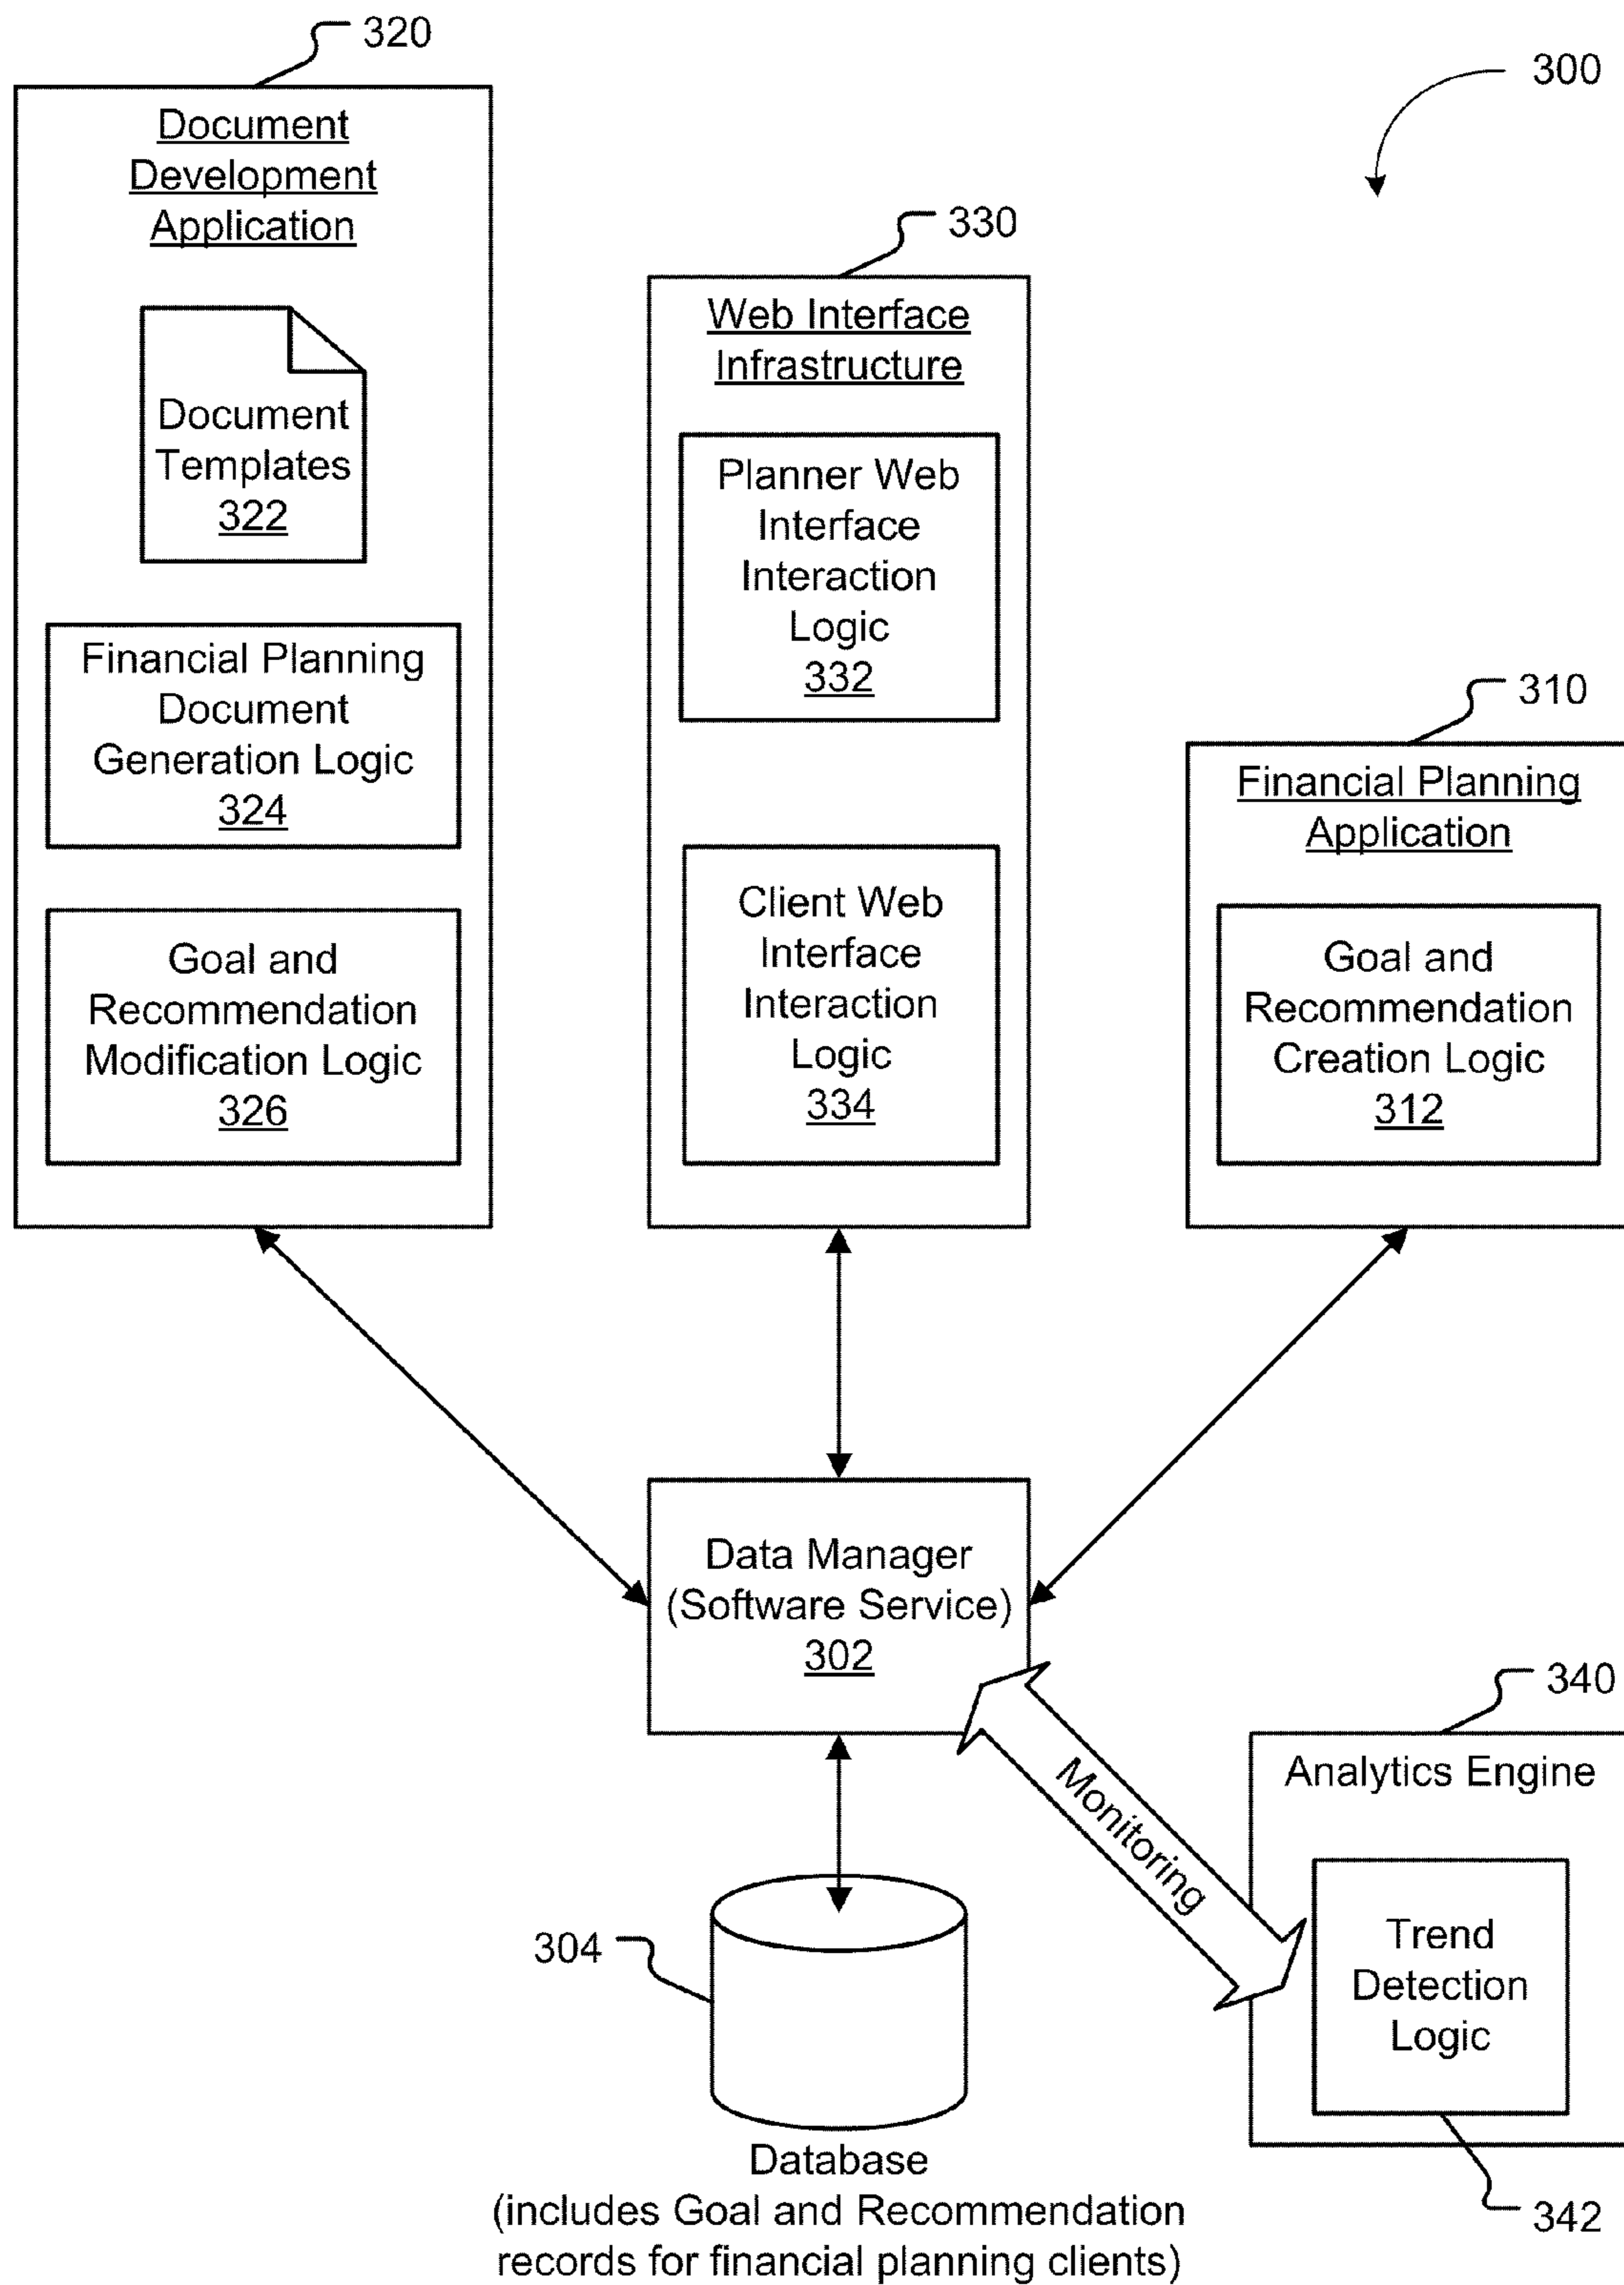 320
300
Document
Development
Application
Document
Templates
322
Financial Planning
Document
Generation Logic
324
Goal and
Recommendation
Modification Logic
326
330
Web Interface
Infrastructure
Planner Web
Interface
Interaction
Logic
332
Client Web
Interface
Interaction
Logic
334
310
Financial Planning
Application
Goal and
Recommendation
Creation Logic
312
Data Manager
(Software Service)
302
Monitoring
340
Analytics Engine
Trend
Detection
Logic
342
304
Database
(includes Goal and Recommendation
records for financial planning clients)